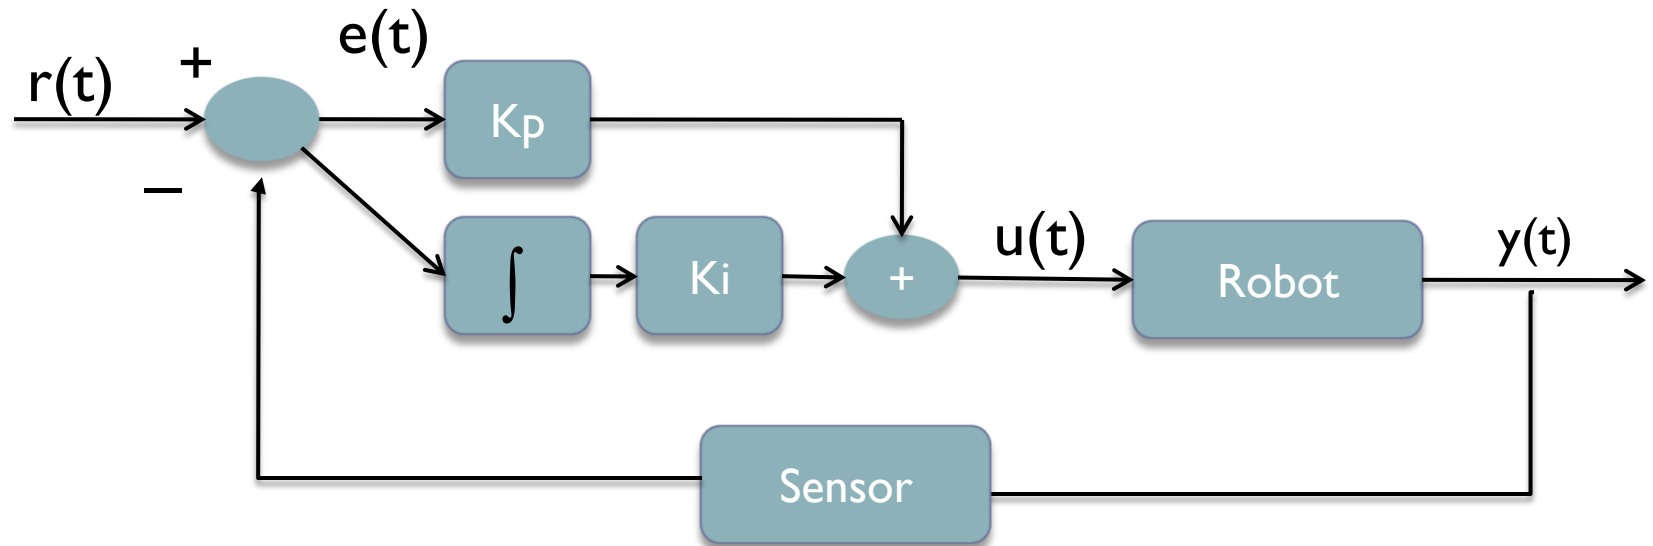 e(t)
+
r(t)
Kp
–
∫
Ki
+
u(t)
Robot
y(t)
Sensor